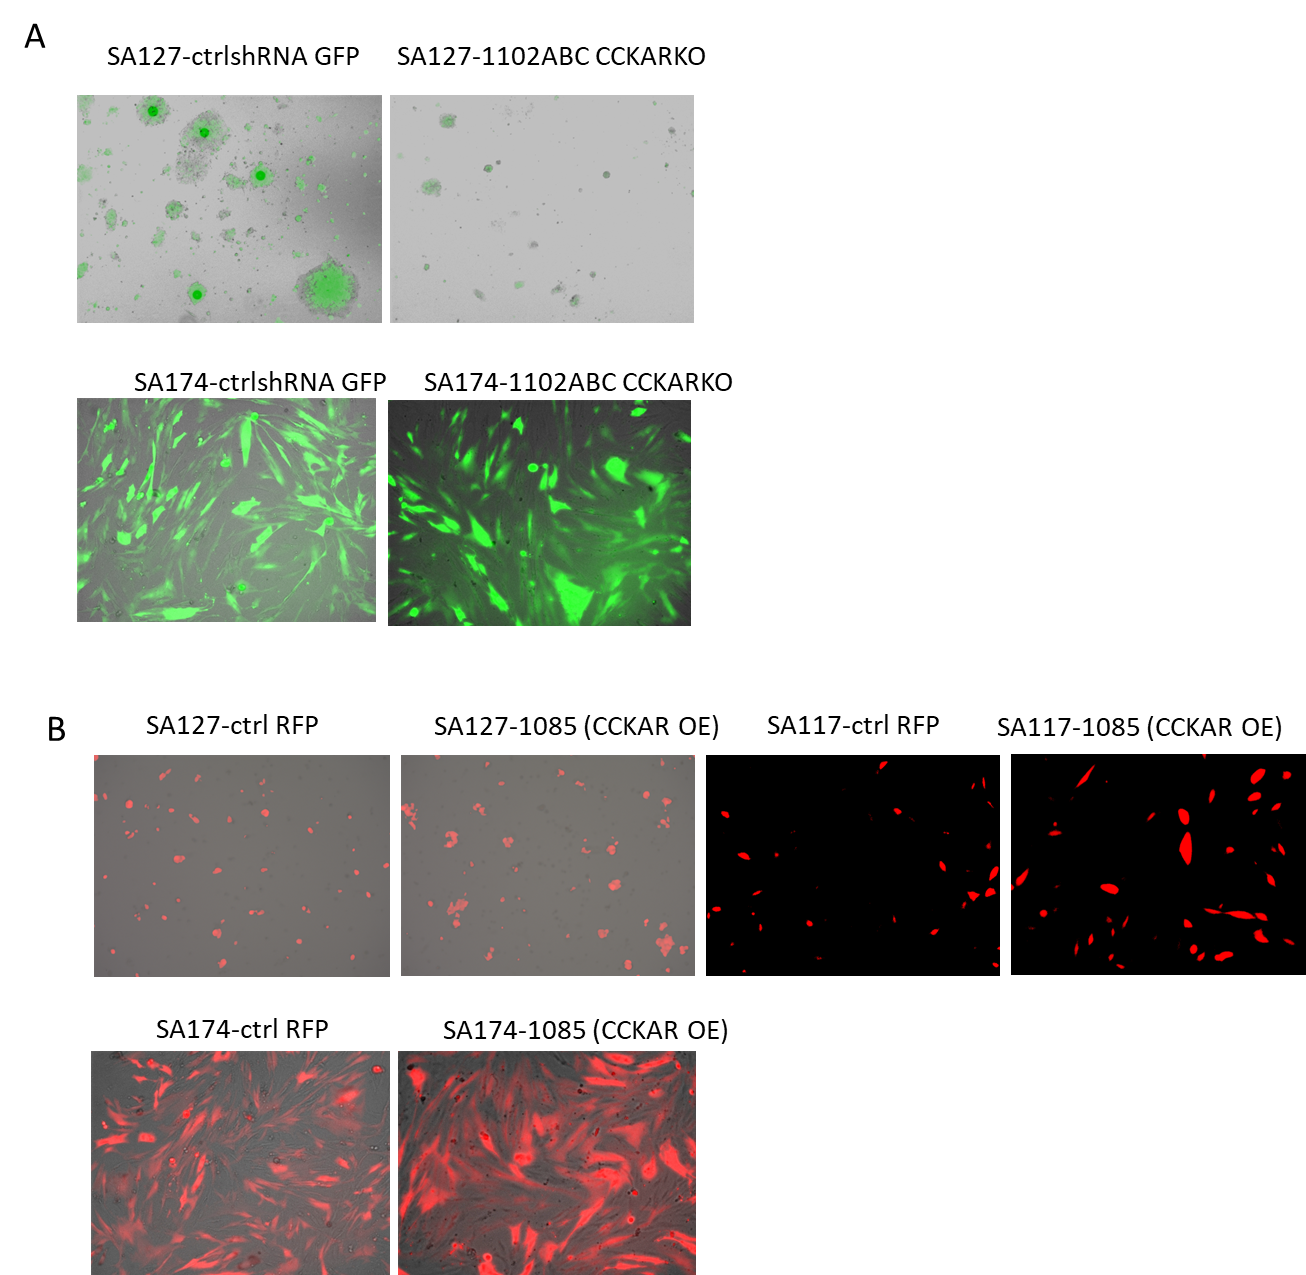 A
SA127-ctrlshRNA GFP
SA127-1102ABC CCKARKO
SA174-ctrlshRNA GFP
SA174-1102ABC CCKARKO
B
SA127-ctrl RFP
SA127-1085 (CCKAR OE)
SA117-ctrl RFP
SA117-1085 (CCKAR OE)
SA174-ctrl RFP
SA174-1085 (CCKAR OE)